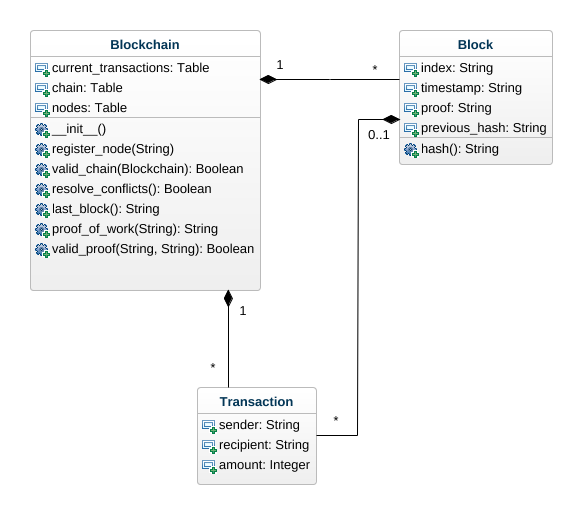 Blockchain
current_transactions: Table
chain: Table
nodes: Table
__init__()
register_node(String)
valid_chain(Blockchain): Boolean
resolve_conflicts(): Boolean
last_block(): String
proof_of_work(String): String
valid_proof(String, String): Boolean
1
*
Block
index: String
timestamp: String
proof: String
previous_hash: String
hash(): String
0..1
1
*
Transaction
sender: String
recipient: String
amount: Integer
*